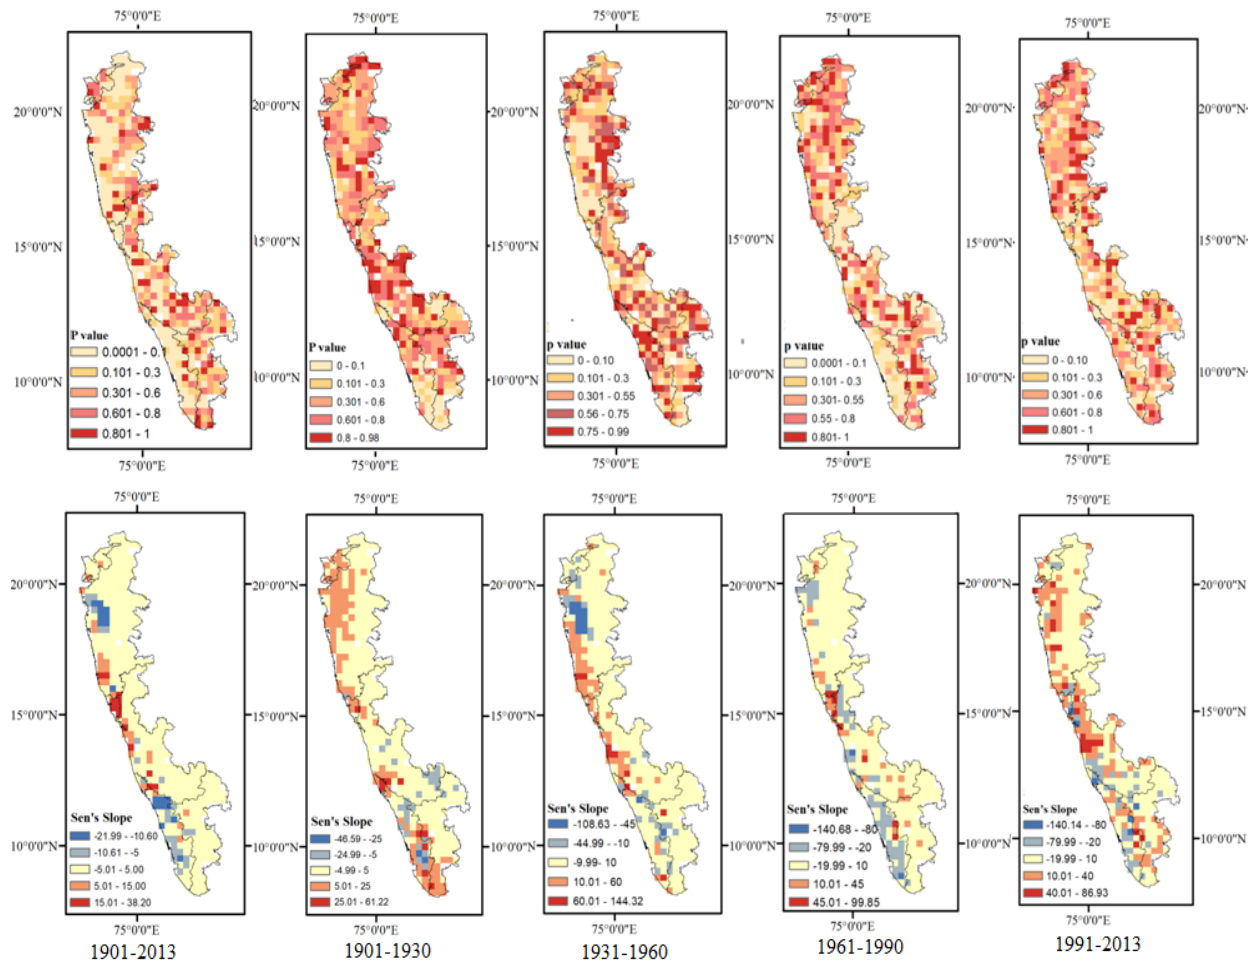 75°0'0"E
75°0'0"E
75°0'0"E
75°0'0"E
75°0'0"E
20°0'0"N
20°0'0"N
20°0'0"N
20°0'0"N
20°0'0"N
20°0'0"N
15°0'0"N
15°0'0"N
15°0'0"N
15°0'0"N
15°0'0"N
15°0'0"N
10°0'0"N
10°0'0"N
10°0'0"N
10°0'0"N
10°0'0"N
10°0'0"N
P value
0.0001 - 0.1
0.101 - 0.3
0.301 - 0.6
0.601 - 0.8
0.801 - 1
P value
0 - 0.1
0.101 - 0.3
0.301 - 0.6
0.601 - 0.8
0.8 - 0.98
p value
0 - 0.10
0.101 - 0.3
0.301 - 0.55
0.56 - 0.75
0.75 - 0.99
p value
0.0001 - 0.1
0.101 - 0.3
0.301- 0.55
0.55 - 0.8
0.801- 1
p value
0 - 0.10
0.101 - 0.3
0.301 - 0.6
0.601 - 0.8
0.801 - 1
75°0'0"E
75°0'0"E
75°0'0"E
75°0'0"E
75°0'0"E
75°0'0"E
75°0'0"E
75°0'0"E
75°0'0"E
75°0'0"E
20°0'0"N
20°0'0"N
20°0'0"N
20°0'0"N
20°0'0"N
20°0'0"N
15°0'0"N
15°0'0"N
15°0'0"N
15°0'0"N
15°0'0"N
15°0'0"N
10°0'0"N
10°0'0"N
10°0'0"N
10°0'0"N
10°0'0"N
10°0'0"N
Sen's Slope
-21.99 - -10.60
-10.61 - -5
-5.01 - 5.00
5.01 - 15.00
15.01 - 38.20
Sen's Slope
-46.59 - -25
-24.99 - -5
-4.99 - 5
5.01 - 25
25.01 - 61.22
Sen's Slope
-108.63 - -45
-44.99 - -10
-9.99 - 10
10.01 - 60
60.01 - 144.32
Sen's Slope
-140.68 - -80
-79.99 - -20
-19.99 - 10
10.01 - 45
45.01 - 99.85
Sen's Slope
-140.14 - -80
-79.99 - -20
-19.99 - 10
10.01 - 40
40.01 - 86.93
75°0'0"E
75°0'0"E
75°0'0"E
75°0'0"E
75°0'0"E
1901-2013
1901-1930
1931-1960
1961-1990
1991-2013